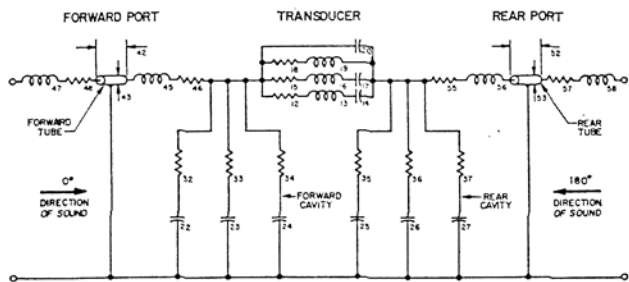 FORWARD PORT
TRANSDUCER
REAR PORT
42
20
52
18
19
47
48
43
45
46
15
16
17
55
56
53
57
58
12
13
14
FORWARD
TUBE
REAR
TUBE
32
33
34
35
36
37
0°
DIRECTION
OF SOUND
FORWARD
CAVITY
REAR
CAVITY
180°
DIRECTION
OF SOUND
22
23
24
25
26
27